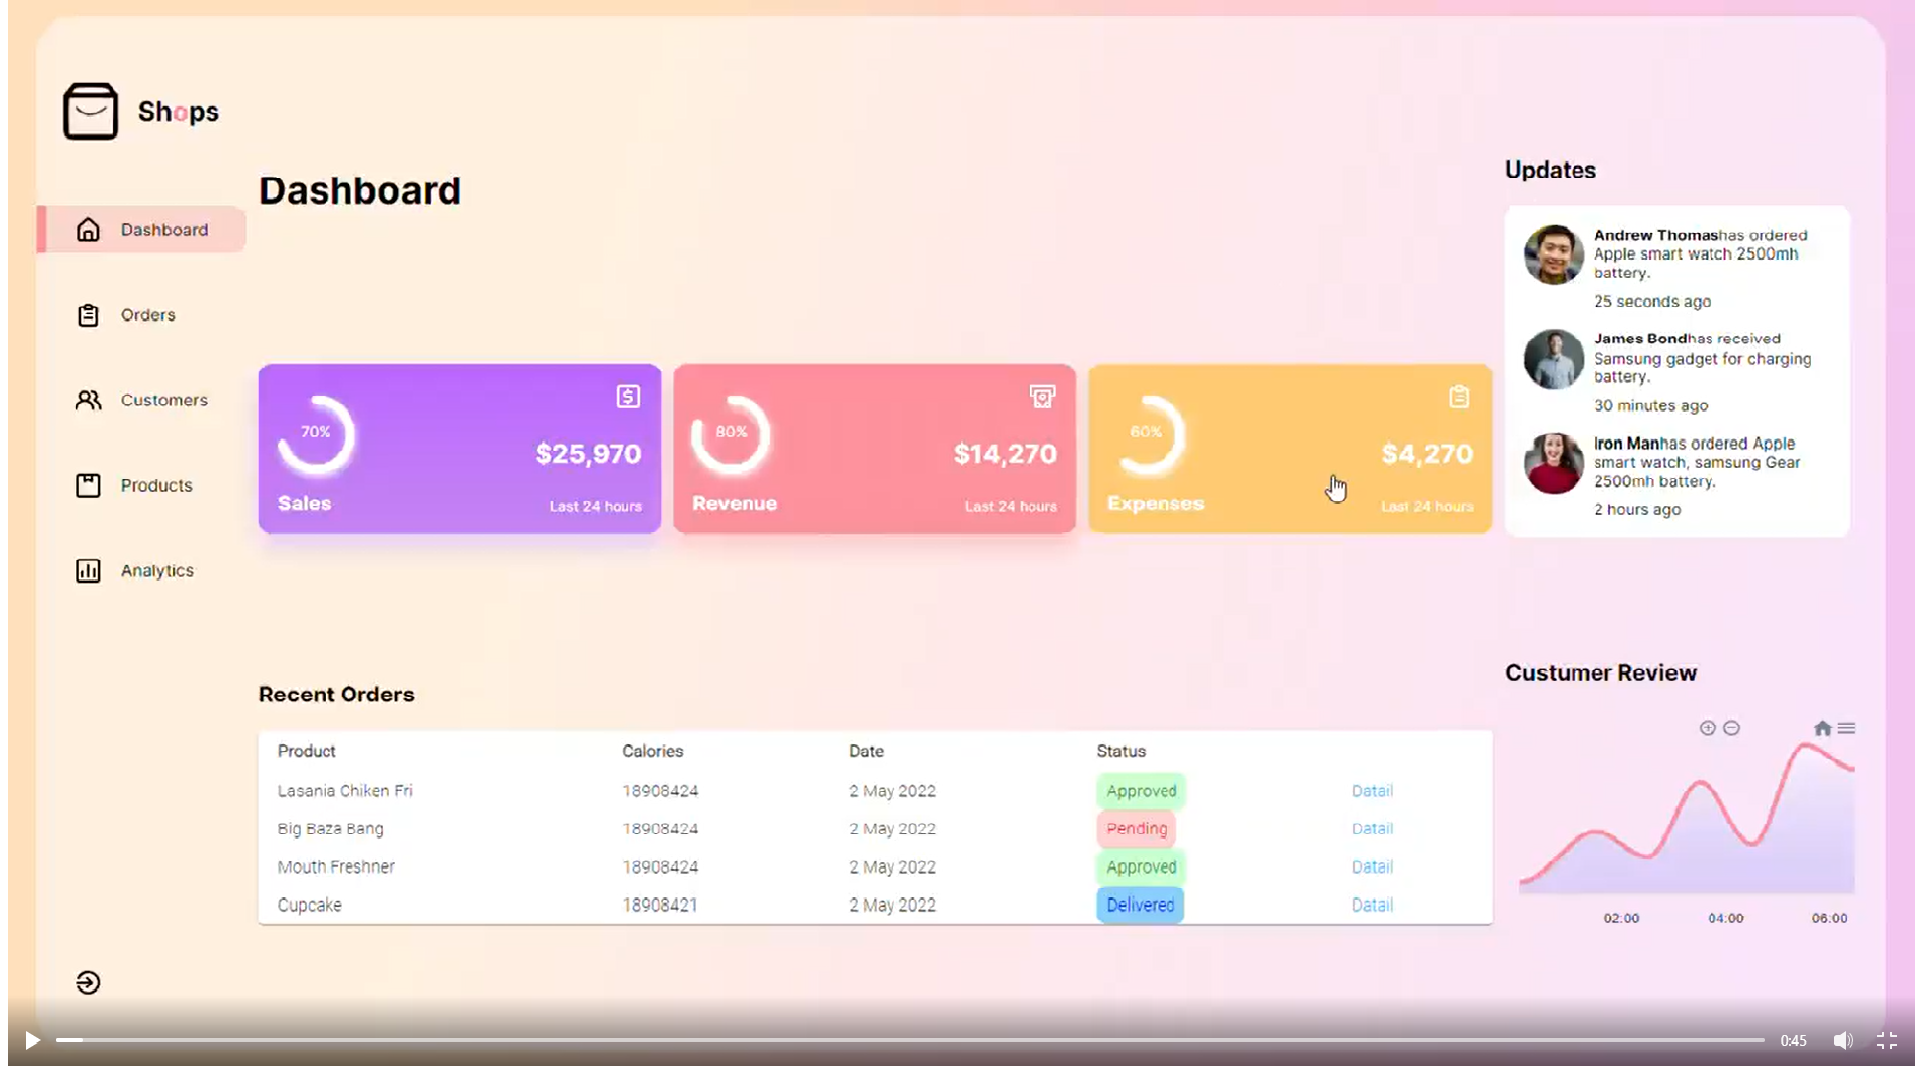 Shops
Dashboard
Orders
Customers
Products
Analytics
Dashboard
70%
$25,970
Sales
Last 24 hours
80%
$14,270
Revenue
Last 24 hours
60%
$4,270
Expenses
Last 24 hours
Recent Orders
Product Calories Date Status
Lasania Chiken Fri 18908424 2 May 2022 Approved Datail
Big Baza Bang 18908424 2 May 2022 Pending Datail
Mouth Freshner 18908424 2 May 2022 Approved Datail
Cupcake 18908421 2 May 2022 Delivered Datail
Updates
Andrew Thomashas ordered
Apple smart watch 2500mh
battery.
25 seconds ago
James Bondhas received
Samsung gadget for charging
battery.
30 minutes ago
Iron Manhas ordered Apple
smart watch, samsung Gear
2500mh battery.
2 hours ago
Custumer Review
02:00 04:00 06:00
0:45